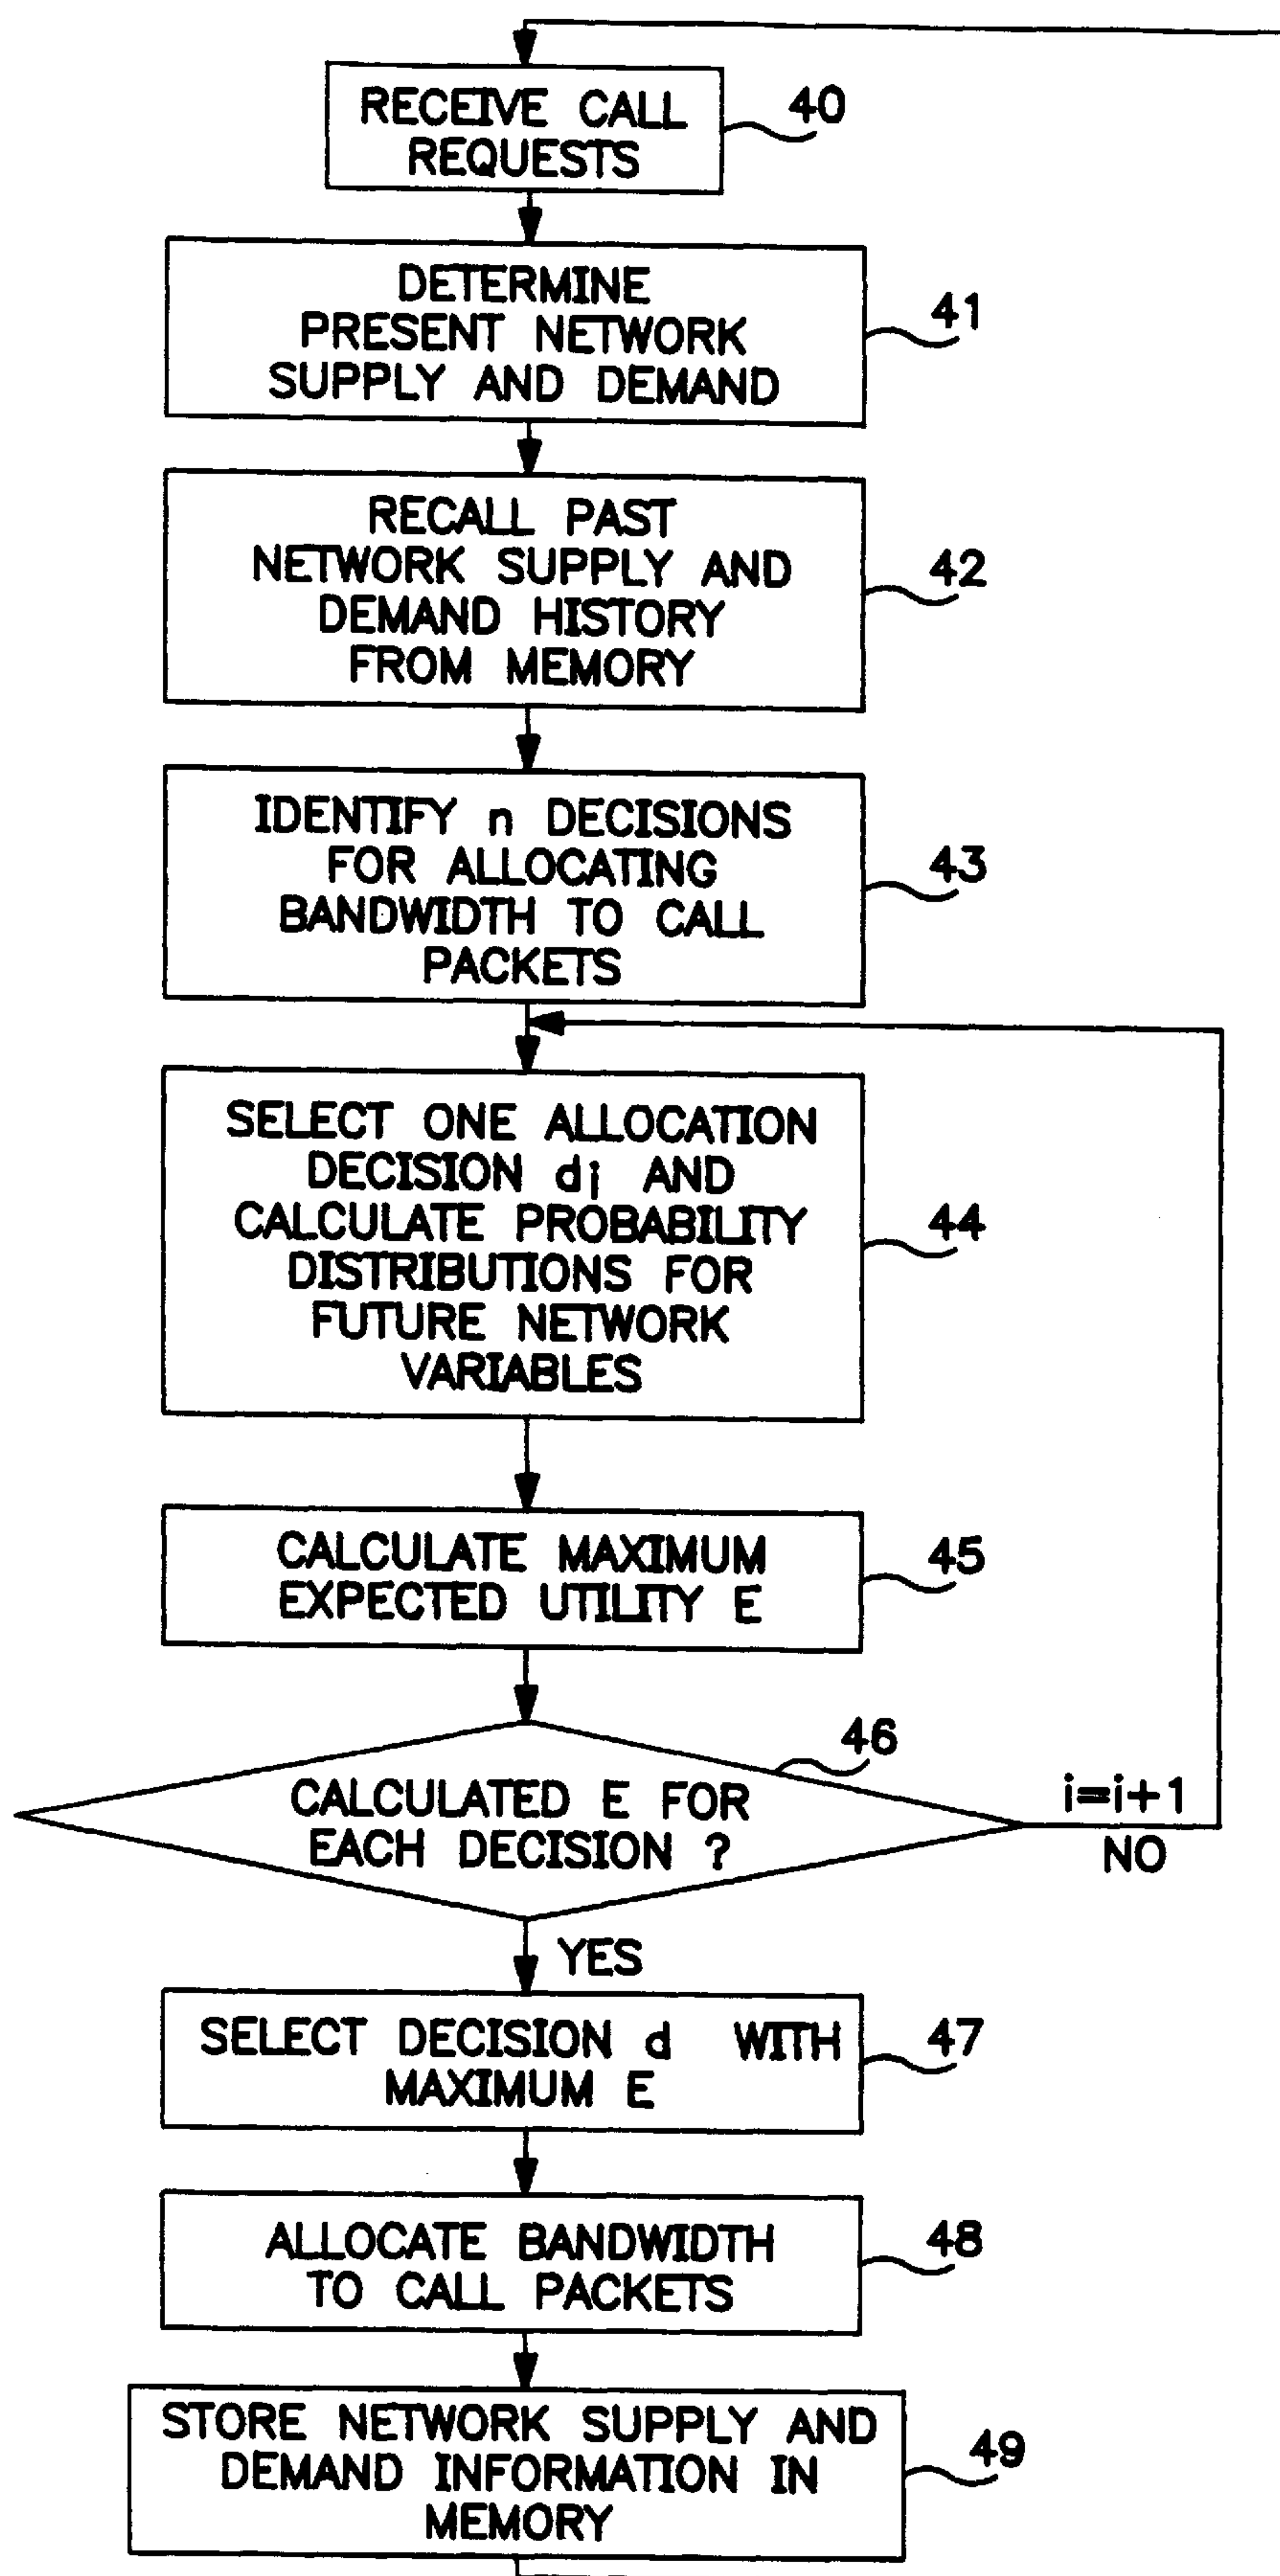 RECEIVE CALL
REQUESTS
40
DETERMINE
PRESENT NETWORK
SUPPLY AND DEMAND
41
RECALL PAST
NETWORK SUPPLY AND
DEMAND HISTORY
FROM MEMORY
42
IDENTIFY n DECISIONS
FOR ALLOCATING
BANDWIDTH TO CALL
PACKETS
43
SELECT ONE ALLOCATION
DECISION di AND
CALCULATE PROBABILITY
DISTRIBUTIONS FOR
FUTURE NETWORK
VARIABLES
44
CALCULATE MAXIMUM
EXPECTED UTILITY E
45
CALCULATED E FOR
EACH DECISION ?
46
i=i+1
NO
YES
SELECT DECISION d WITH
MAXIMUM E
47
ALLOCATE BANDWIDTH
TO CALL PACKETS
48
STORE NETWORK SUPPLY AND
DEMAND INFORMATION IN
MEMORY
49